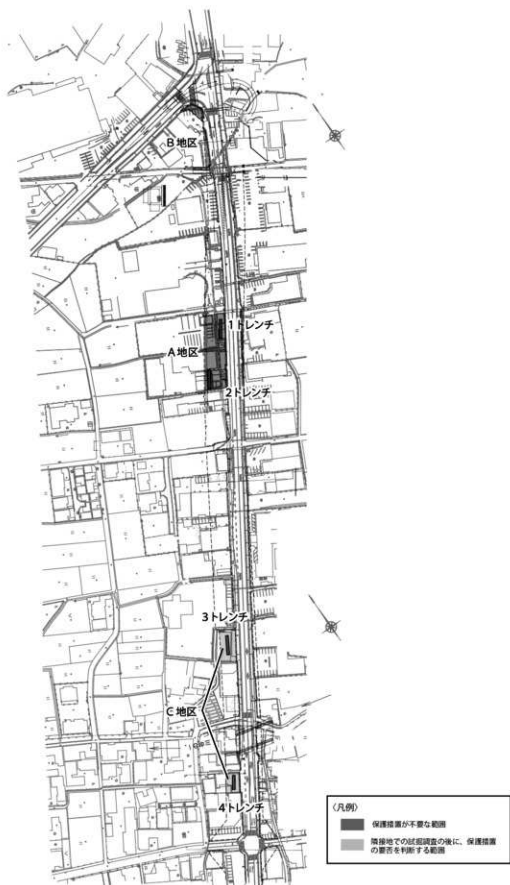 B地区
1トレンチ
A地区
2トレンチ
3トレンチ
C地区
4トレンチ
〈凡例〉
保護措置が不要な範囲
隣接地での試掘調査の後に、保護措置
の要否を判断する範囲